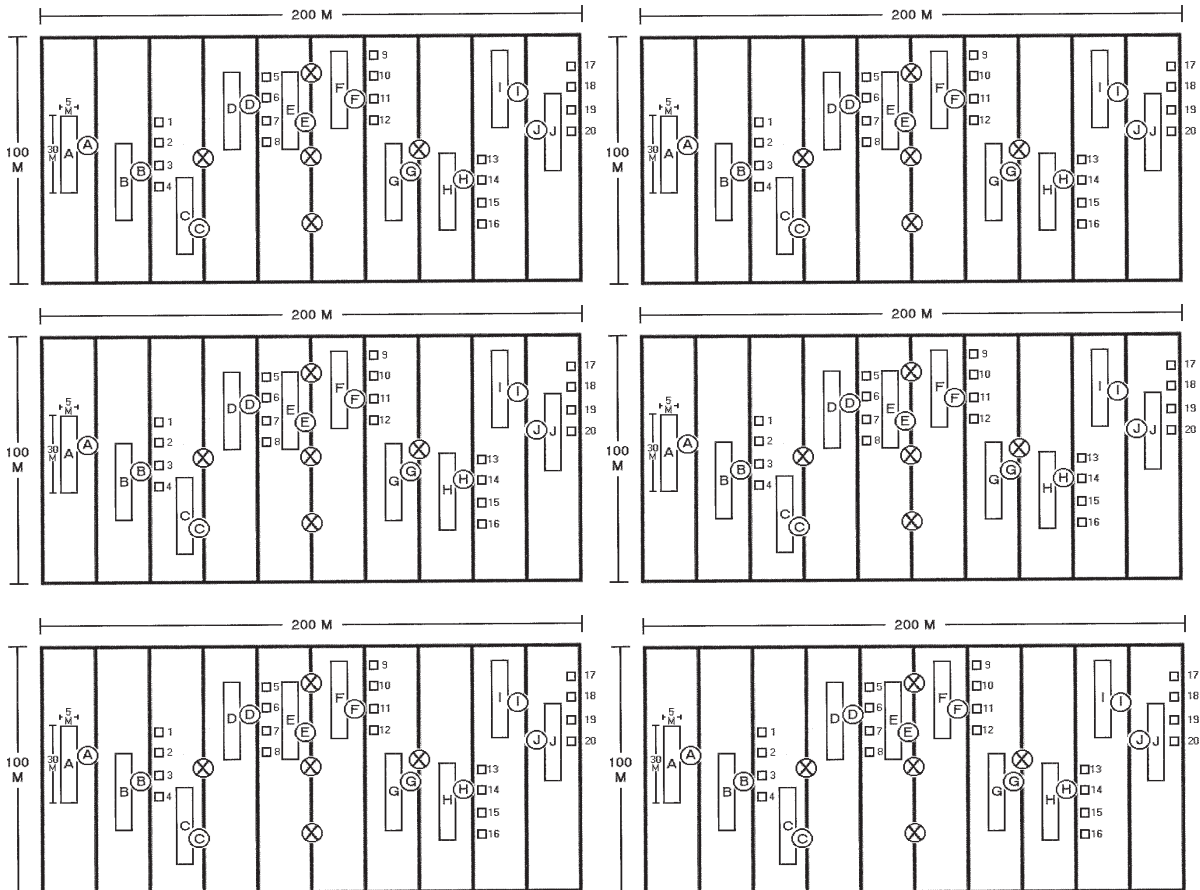 200 M
100 M
5 M
30 M
A A
B B
1
2
3
4
X
C C
D D
5
6
7
8
E E
X
X
X
F F
9
10
11
12
G G
X
H H
13
14
15
16
I I
J J
17
18
19
20
200 M
100 M
5 M
30 M
A A
B B
1
2
3
4
X
C C
D D
5
6
7
8
E E
X
X
X
F F
9
10
11
12
G G
X
H H
13
14
15
16
I I
J J
17
18
19
20
200 M
100 M
5 M
30 M
A A
B B
1
2
3
4
X
C C
D D
5
6
7
8
E E
X
X
X
F F
9
10
11
12
G G
X
H H
13
14
15
16
I I
J J
17
18
19
20
200 M
100 M
5 M
30 M
A A
B B
1
2
3
4
X
C C
D D
5
6
7
8
E E
X
X
X
F F
9
10
11
12
G G
X
H H
13
14
15
16
I I
J J
17
18
19
20
200 M
100 M
5 M
30 M
A A
B B
1
2
3
4
X
C C
D D
5
6
7
8
E E
X
X
X
F F
9
10
11
12
G G
X
H H
13
14
15
16
I I
J J
17
18
19
20
200 M
100 M
5 M
30 M
A A
B B
1
2
3
4
X
C C
D D
5
6
7
8
E E
X
X
X
F F
9
10
11
12
G G
X
H H
13
14
15
16
I I
J J
17
18
19
20